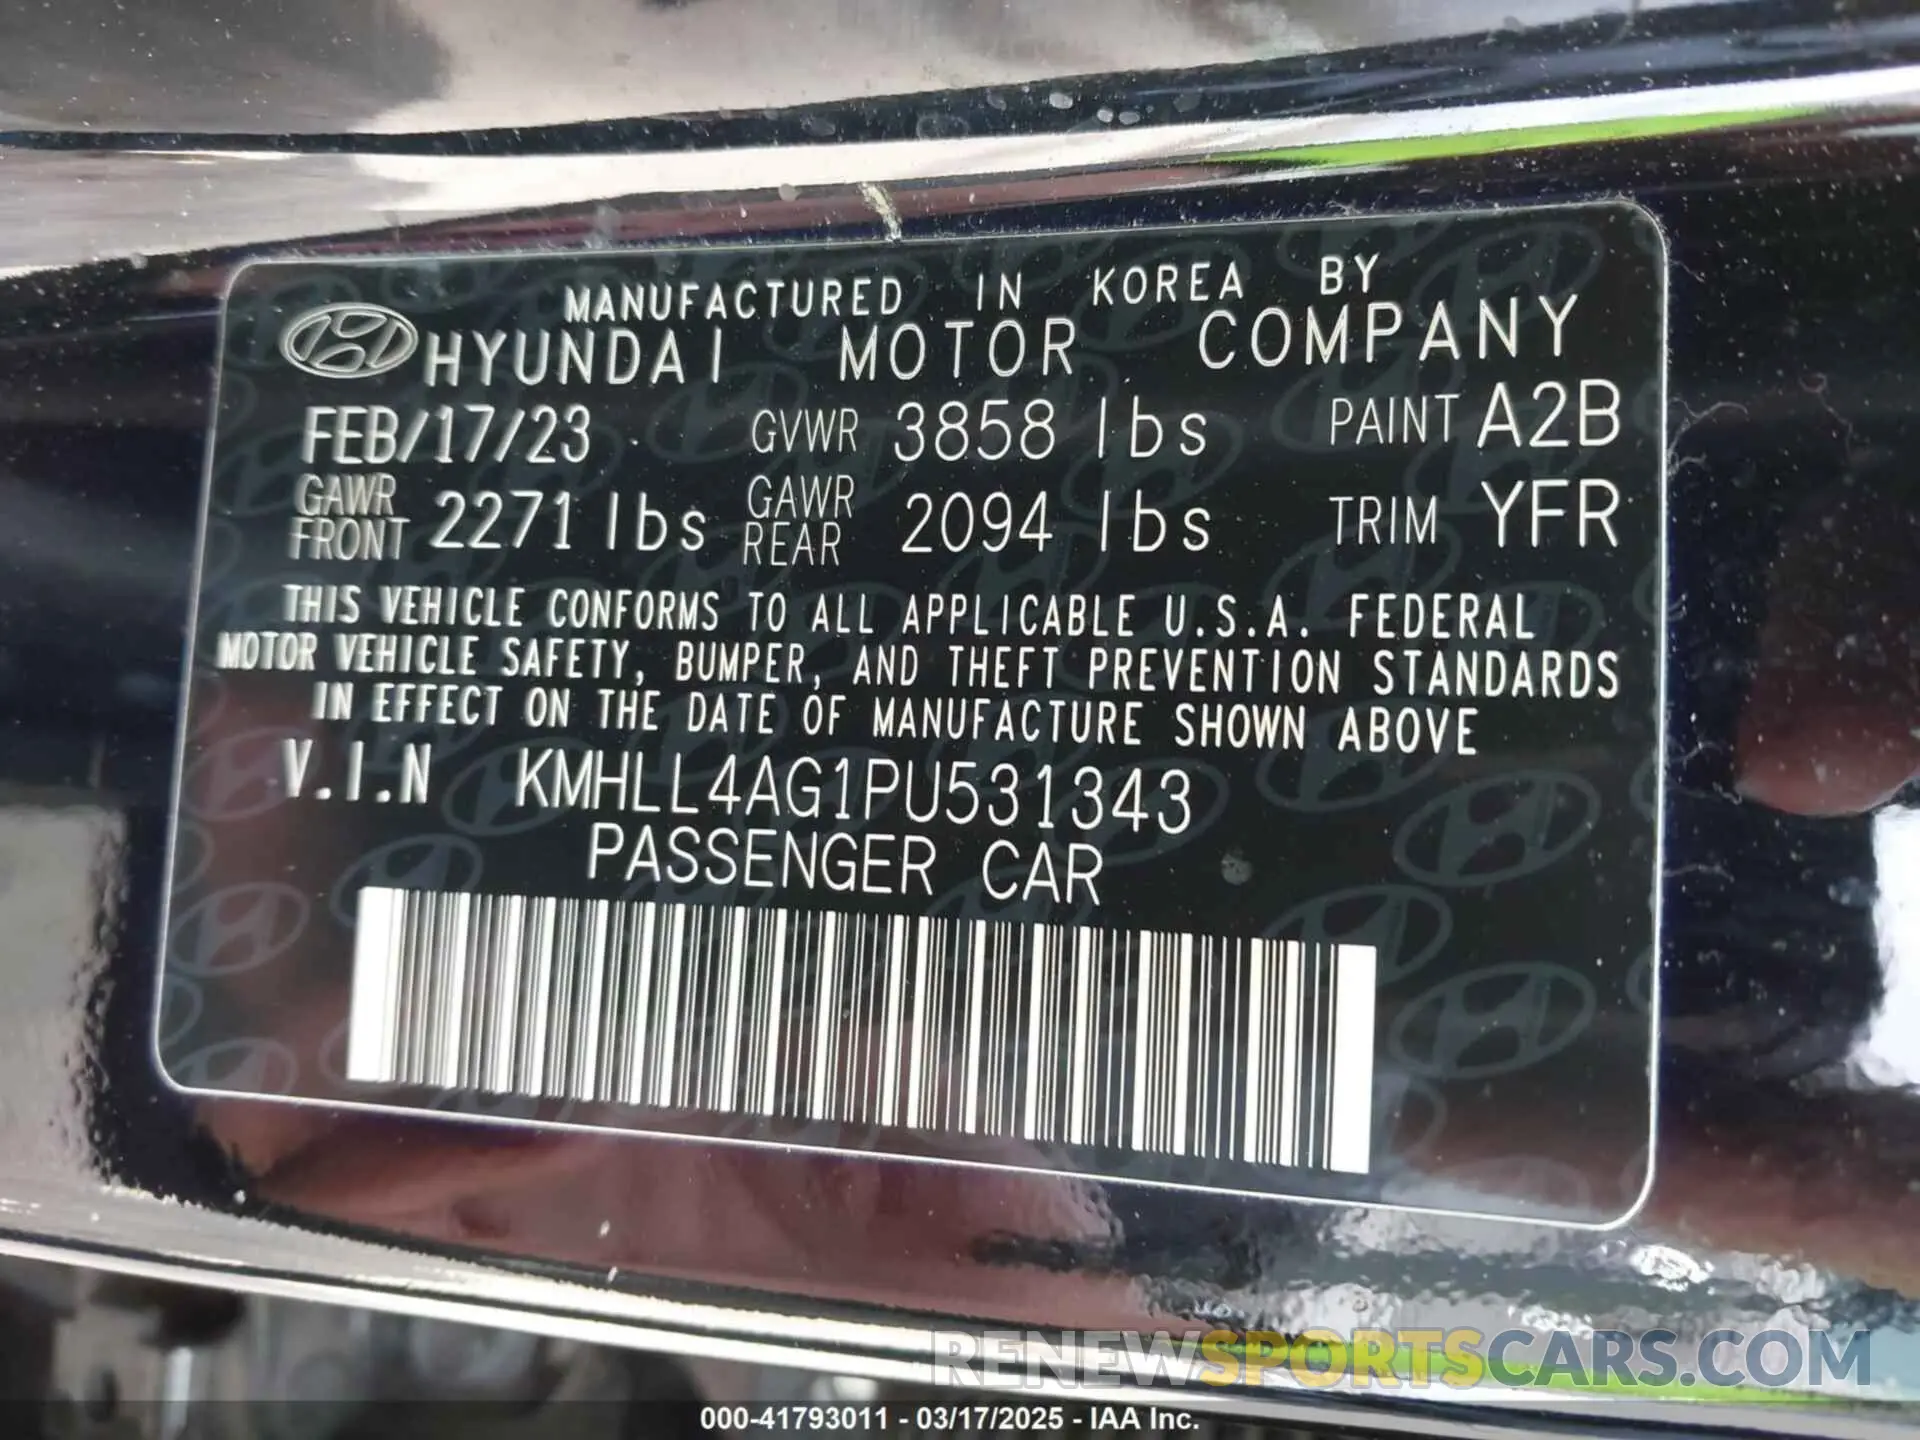 MANUFACTURED IN KOREA BY
HYUNDAI MOTOR COMPANY
FEB/17/23 GVWR 3858 lbs PAINT A2B
GAWR FRONT 2271 lbs GAWR REAR 2094 lbs TRIM YFR
THIS VEHICLE CONFORMS TO ALL APPLICABLE U.S.A. FEDERAL
MOTOR VEHICLE SAFETY, BUMPER, AND THEFT PREVENTION STANDARDS
IN EFFECT ON THE DATE OF MANUFACTURE SHOWN ABOVE
V.I.N KMHLL4AG1PU531343
PASSENGER CAR
RENEWSPORTSCARS.COM
000-41793011 - 03/17/2025 - IAA Inc.